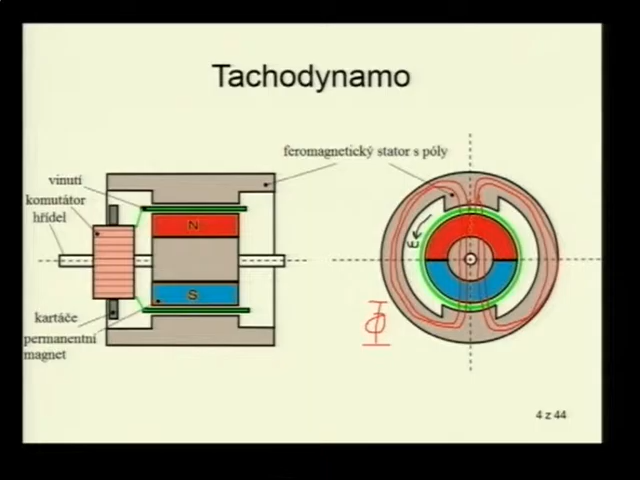 Tachodynamo
feromagnetický stator s póly
vinutí
komutátor
hřídel
N
S
kartáče
permanentní
magnet
Φ
4 z 44